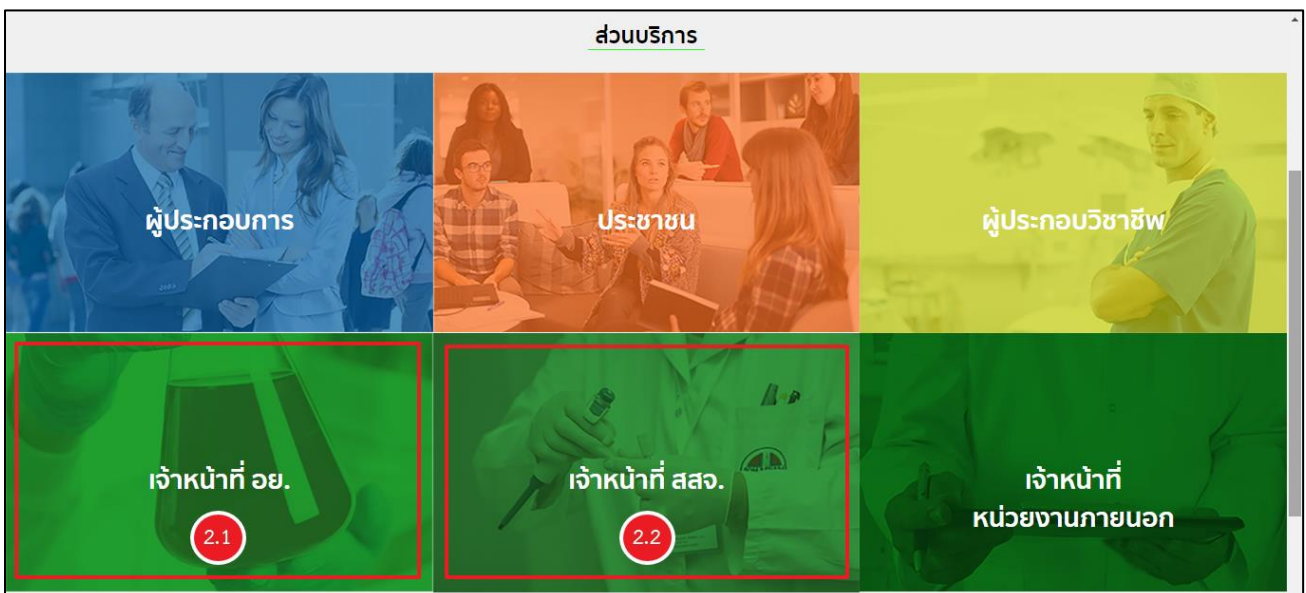 ส่วนบริการ
ผู้ประกอบการ
ประชาชน
ผู้ประกอบวิชาชีพ
เจ้าหน้าที่ อย.
2.1
เจ้าหน้าที่ สสจ.
2.2
เจ้าหน้าที่
หน่วยงานภายนอก